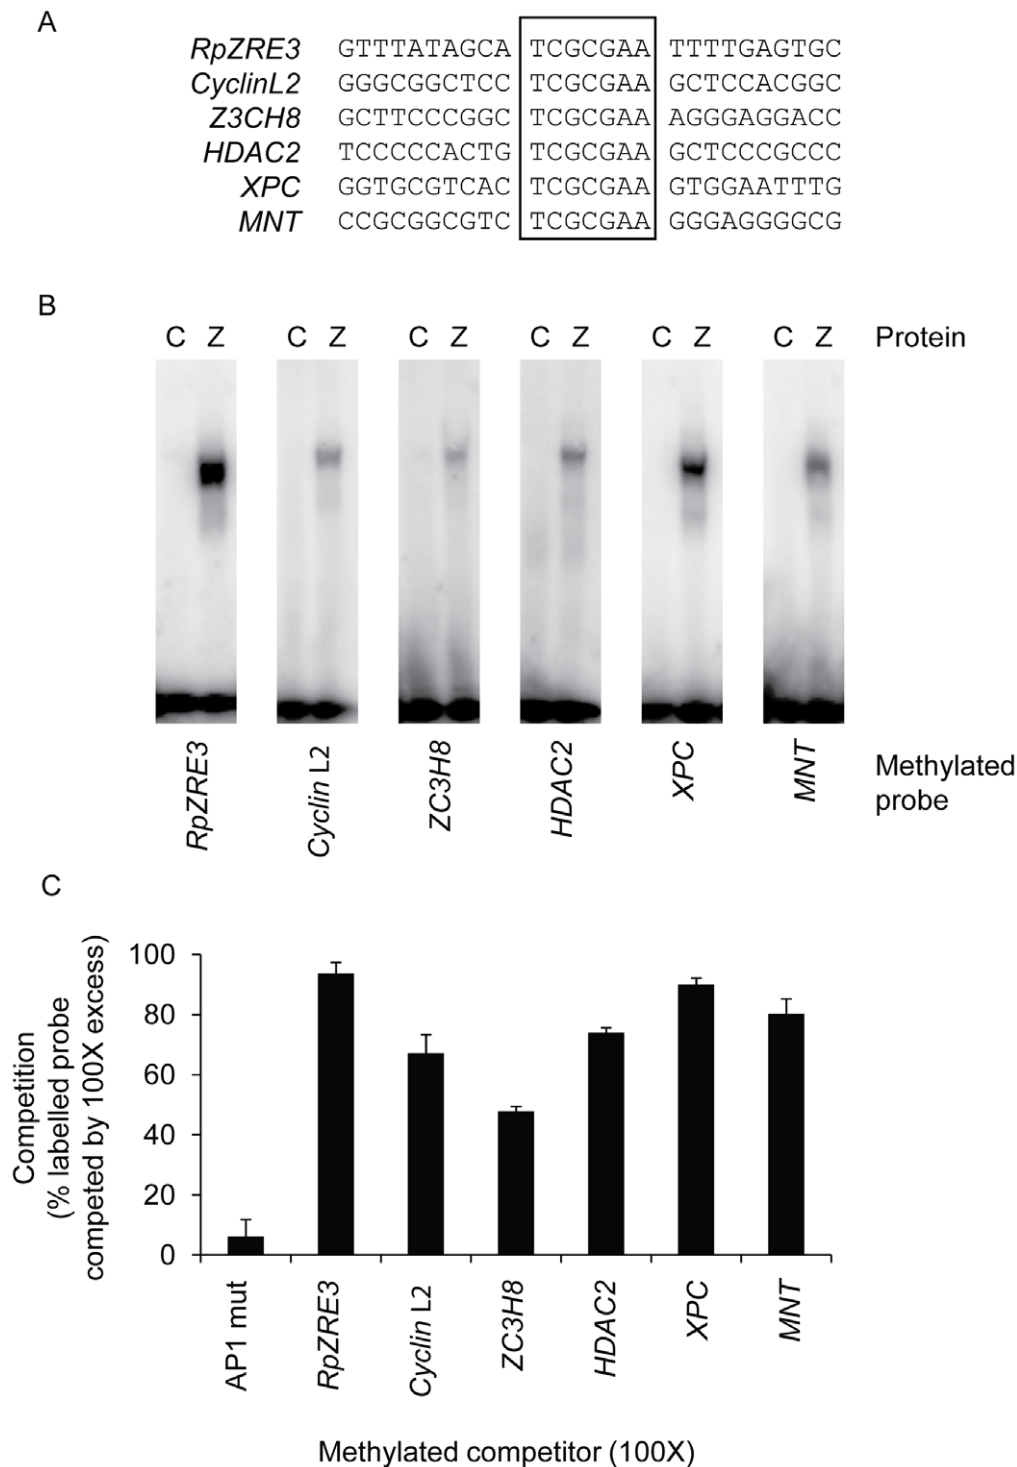 A
RpZRE3 GTTTATAGCA TCGCGAA TTTTGAGTGC
CyclinL2 GGGCGGCTCC TCGCGAA GCTCCACGGC
Z3CH8 GCTTCCCGGC TCGCGAA AGGGAGGACC
HDAC2 TCCCCCACTG TCGCGAA GCTCCCGCCC
XPC GGTGCGTCAC TCGCGAA GTGGAATTTG
MNT CCGCGGCGTC TCGCGAA GGGAGGGGCG
B
C Z C Z C Z C Z C Z C Z Protein
RpZRE3 Cyclin L2 ZC3H8 HDAC2 XPC MNT
Methylated
probe
C
Competition
(% labelled probe
competed by 100X excess)
100
80
60
40
20
0
AP1 mut RpZRE3 Cyclin L2 ZC3H8 HDAC2 XPC MNT
Methylated competitor (100X)